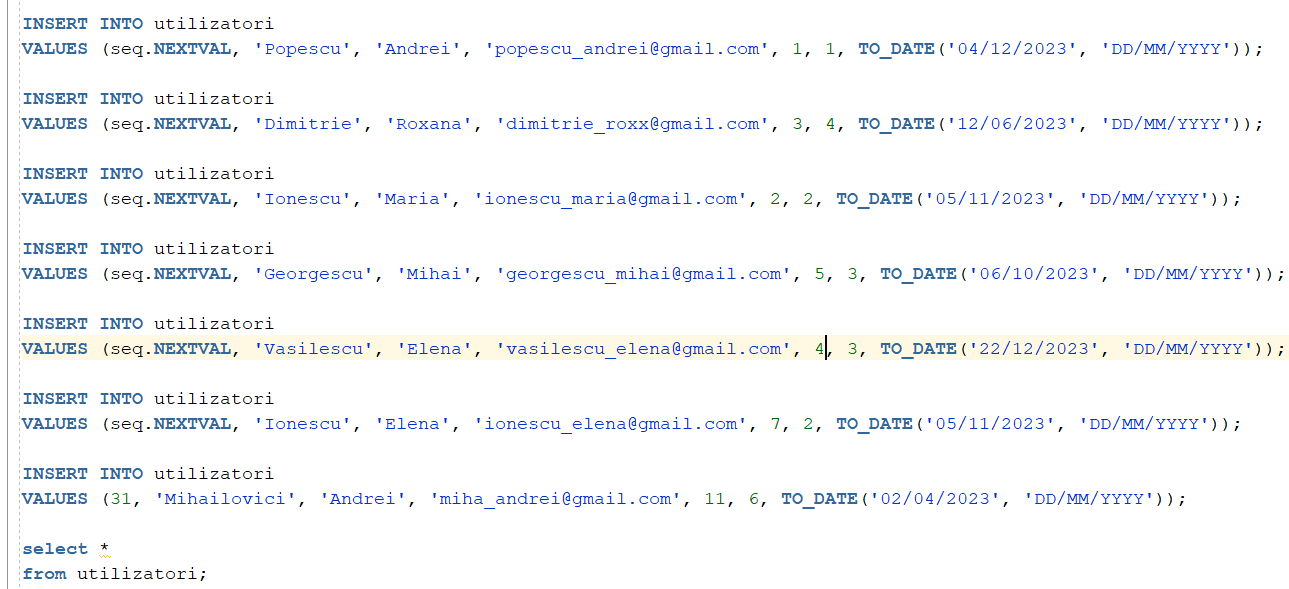 INSERT INTO utilizatori
VALUES (seq.NEXTVAL, 'Popescu', 'Andrei', 'popescu_andrei@gmail.com', 1, 1, TO_DATE('04/12/2023', 'DD/MM/YYYY'));
INSERT INTO utilizatori
VALUES (seq.NEXTVAL, 'Dimitrie', 'Roxana', 'dimitrie_roxx@gmail.com', 3, 4, TO_DATE('12/06/2023', 'DD/MM/YYYY'));
INSERT INTO utilizatori
VALUES (seq.NEXTVAL, 'Ionescu', 'Maria', 'ionescu_maria@gmail.com', 2, 2, TO_DATE('05/11/2023', 'DD/MM/YYYY'));
INSERT INTO utilizatori
VALUES (seq.NEXTVAL, 'Georgescu', 'Mihai', 'georgescu_mihai@gmail.com', 5, 3, TO_DATE('06/10/2023', 'DD/MM/YYYY'));
INSERT INTO utilizatori
VALUES (seq.NEXTVAL, 'Vasilescu', 'Elena', 'vasilescu_elena@gmail.com', 4, 3, TO_DATE('22/12/2023', 'DD/MM/YYYY'));
INSERT INTO utilizatori
VALUES (seq.NEXTVAL, 'Ionescu', 'Elena', 'ionescu_elena@gmail.com', 7, 2, TO_DATE('05/11/2023', 'DD/MM/YYYY'));
INSERT INTO utilizatori
VALUES (31, 'Mihailovici', 'Andrei', 'miha_andrei@gmail.com', 11, 6, TO_DATE('02/04/2023', 'DD/MM/YYYY'));
select *
from utilizatori;